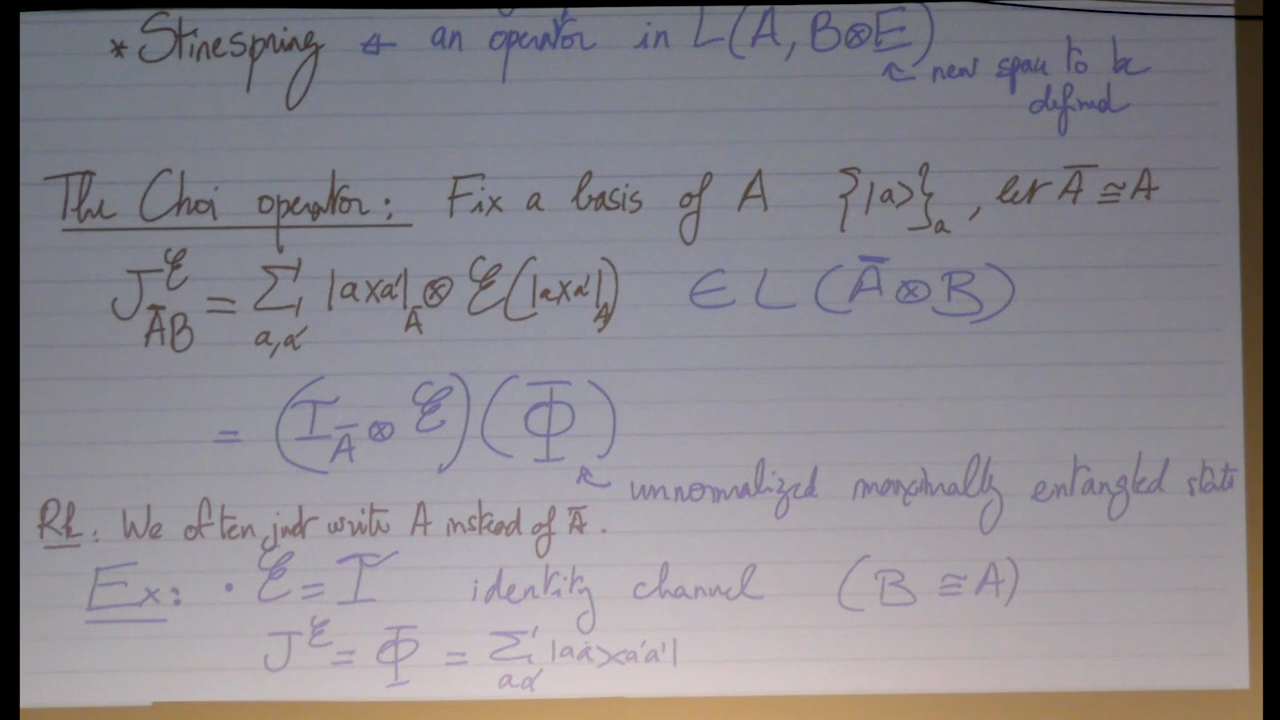 * Stinespring ← an operator in L(A, B⊗E)
↖ new space to be
defined
The Choi operator: Fix a basis of A {|a>}_a, let Ā ≅ A
J^ℰ_{ĀB} = Σ_{a,a'} |a><a'|_Ā ⊗ ℰ(|a><a'|_A) ∈ L(Ā⊗B)
= (I_Ā ⊗ ℰ)(Φ)
↖ unnormalized maximally entangled state
Rk: We often just write A instead of Ā.
Ex: · ℰ = I identity channel (B ≅ A)
J^ℰ = Φ = Σ_{aa'} |aa><a'a'|